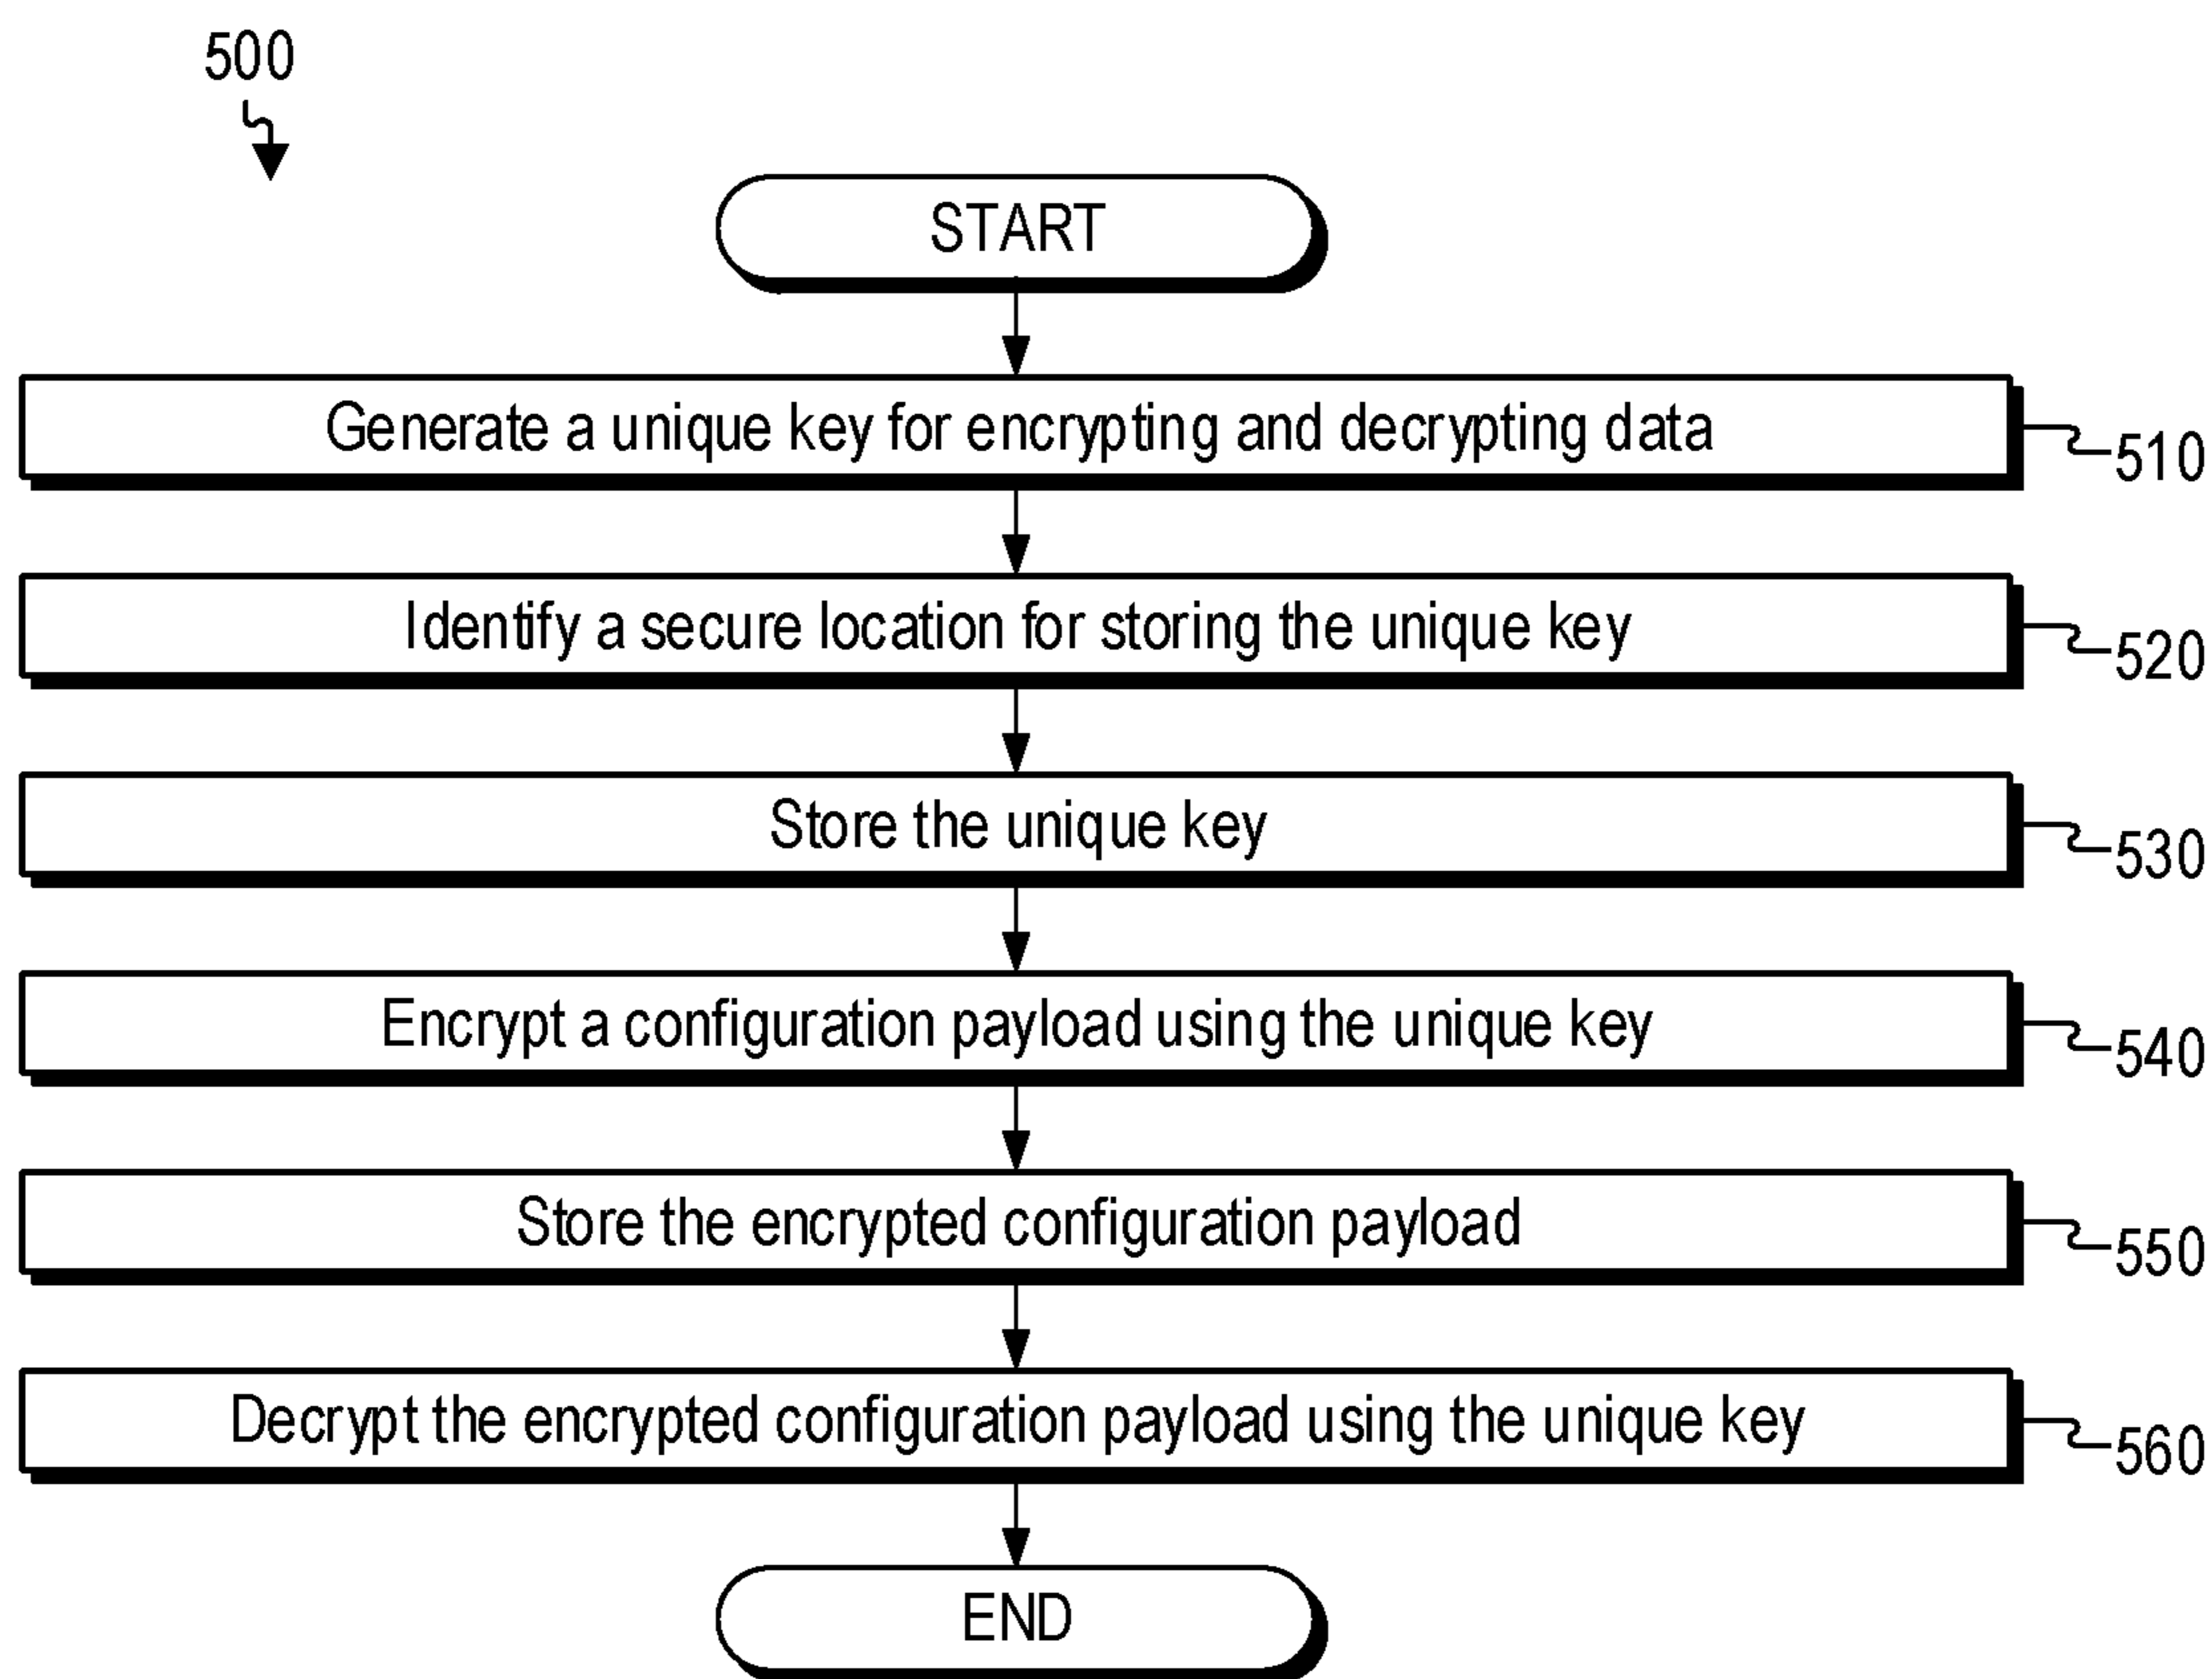 500
START
Generate a unique key for encrypting and decrypting data
510
Identify a secure location for storing the unique key
520
Store the unique key
530
Encrypt a configuration payload using the unique key
540
Store the encrypted configuration payload
550
Decrypt the encrypted configuration payload using the unique key
560
END